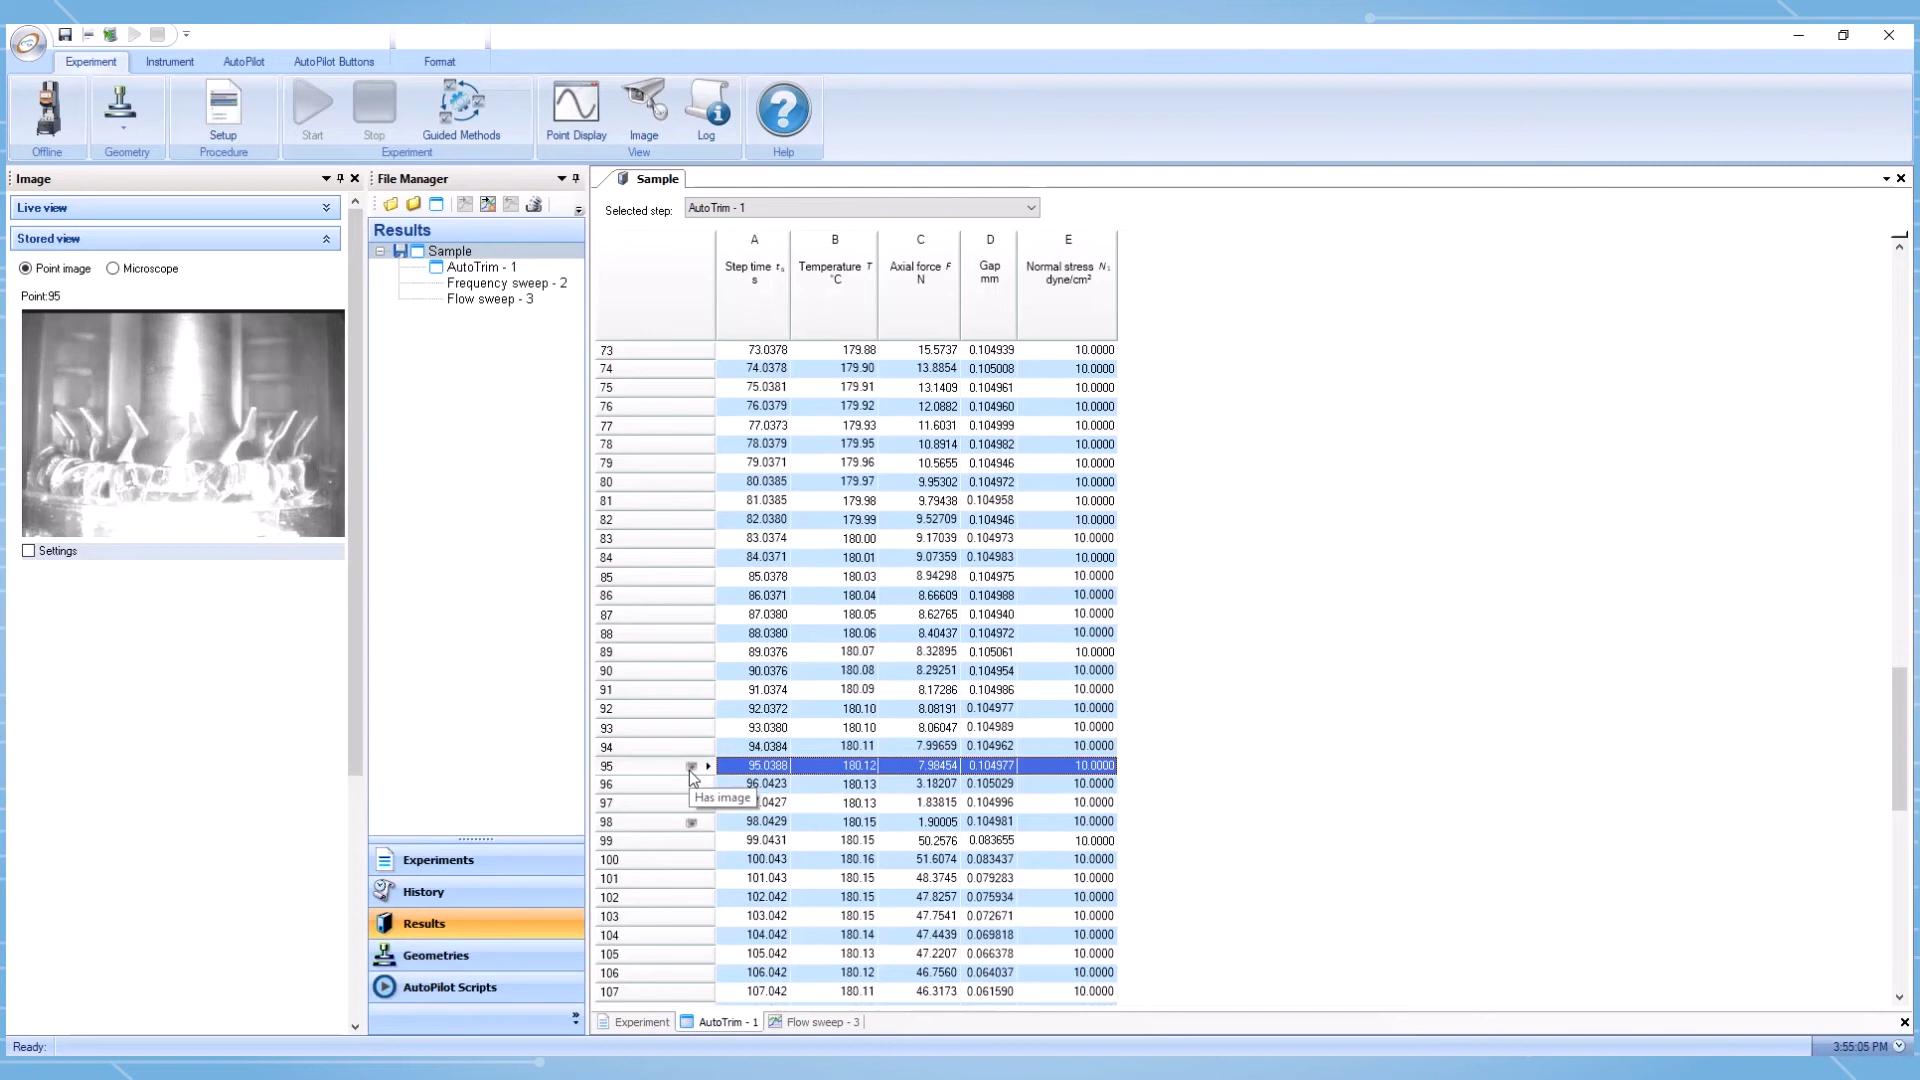 Experiment Instrument AutoPilot AutoPilot Buttons Format
Setup Start Stop Guided Methods Point Display Image Log
Offline Geometry Procedure Experiment View Help
Image
Live view
Stored view
Point image Microscope
Point:95
Settings
File Manager
Results
Sample
AutoTrim - 1
Frequency sweep - 2
Flow sweep - 3
Experiments
History
Results
Geometries
AutoPilot Scripts
Sample
Selected step: AutoTrim - 1
A B C D E
Step time ts Temperature T Axial force F Gap Normal stress N1
s °C N mm dyne/cm²
73 73.0378 179.88 15.5737 0.104939 10.0000
74 74.0378 179.90 13.8854 0.105008 10.0000
75 75.0381 179.91 13.1409 0.104961 10.0000
76 76.0379 179.92 12.0882 0.104960 10.0000
77 77.0373 179.93 11.6031 0.104999 10.0000
78 78.0379 179.95 10.8914 0.104982 10.0000
79 79.0371 179.96 10.5655 0.104946 10.0000
80 80.0385 179.97 9.95302 0.104972 10.0000
81 81.0385 179.98 9.79438 0.104958 10.0000
82 82.0380 179.99 9.52709 0.104946 10.0000
83 83.0374 180.00 9.17039 0.104973 10.0000
84 84.0371 180.01 9.07359 0.104983 10.0000
85 85.0378 180.03 8.94298 0.104975 10.0000
86 86.0371 180.04 8.66609 0.104988 10.0000
87 87.0380 180.05 8.62765 0.104940 10.0000
88 88.0380 180.06 8.40437 0.104972 10.0000
89 89.0376 180.07 8.32895 0.105061 10.0000
90 90.0376 180.08 8.29251 0.104954 10.0000
91 91.0374 180.09 8.17286 0.104986 10.0000
92 92.0372 180.10 8.08191 0.104977 10.0000
93 93.0380 180.10 8.06047 0.104989 10.0000
94 94.0384 180.11 7.99659 0.104962 10.0000
95 95.0388 180.12 7.98454 0.104977 10.0000
96 96.0423 180.13 3.18207 0.105029 10.0000
Has image
97 .0427 180.13 1.83815 0.104996 10.0000
98 98.0429 180.15 1.90005 0.104981 10.0000
99 99.0431 180.15 50.2576 0.083655 10.0000
100 100.043 180.16 51.6074 0.083437 10.0000
101 101.043 180.15 48.3745 0.079283 10.0000
102 102.042 180.15 47.8257 0.075934 10.0000
103 103.042 180.15 47.7541 0.072671 10.0000
104 104.042 180.14 47.4439 0.069818 10.0000
105 105.042 180.13 47.2207 0.066378 10.0000
106 106.042 180.12 46.7560 0.064037 10.0000
107 107.042 180.11 46.3173 0.061590 10.0000
Experiment AutoTrim - 1 Flow sweep - 3
Ready: 3:55:05 PM